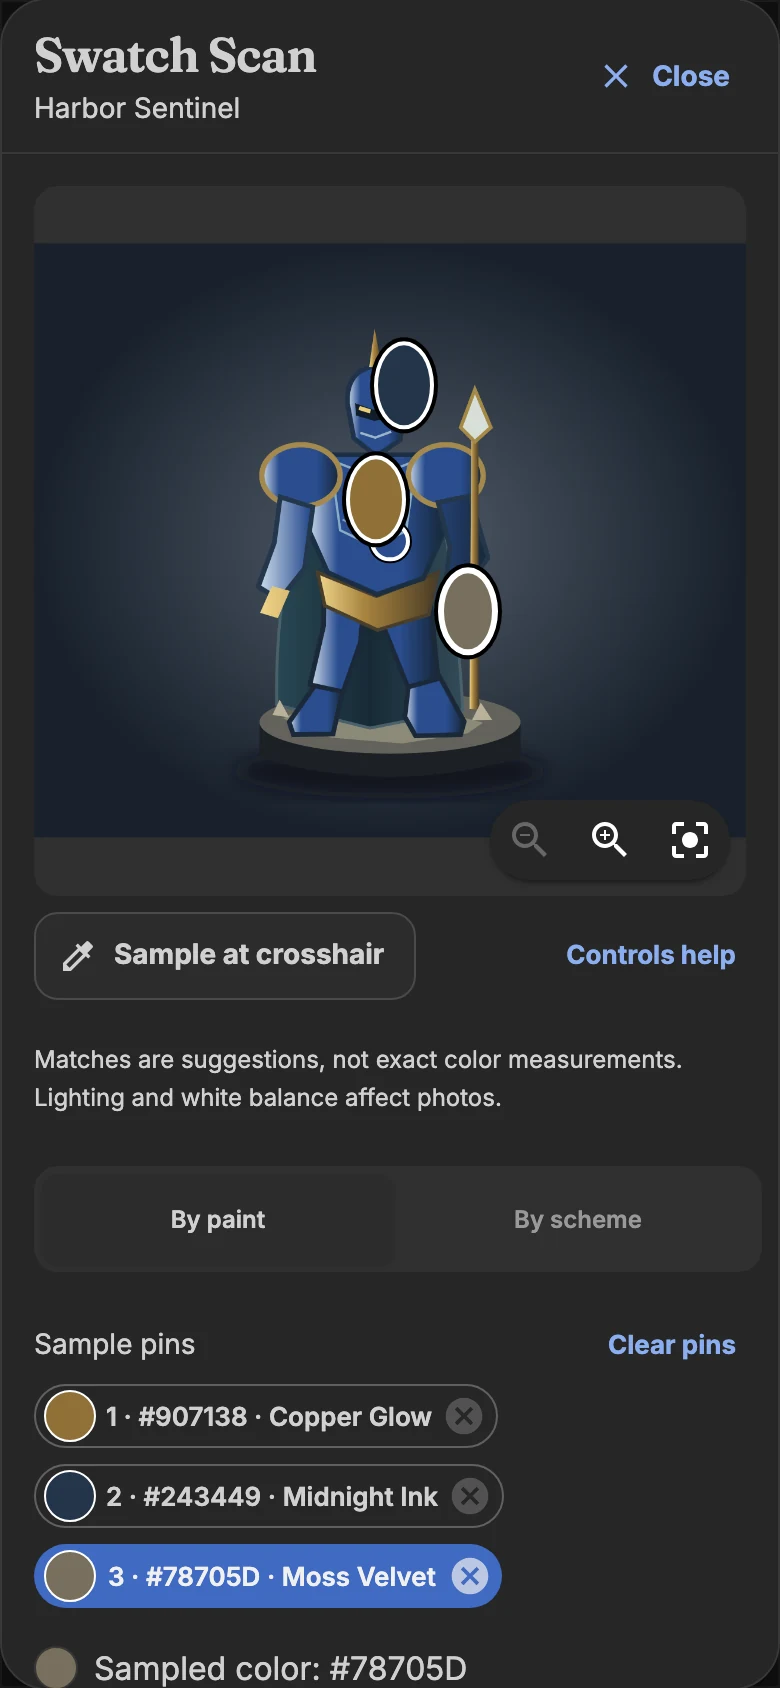 Swatch Scan
Harbor Sentinel
Close
Sample at crosshair
Controls help
Matches are suggestions, not exact color measurements.
Lighting and white balance affect photos.
By paint
By scheme
Sample pins
Clear pins
1 · #907138 · Copper Glow
2 · #243449 · Midnight Ink
3 · #78705D · Moss Velvet
Sampled color: #78705D